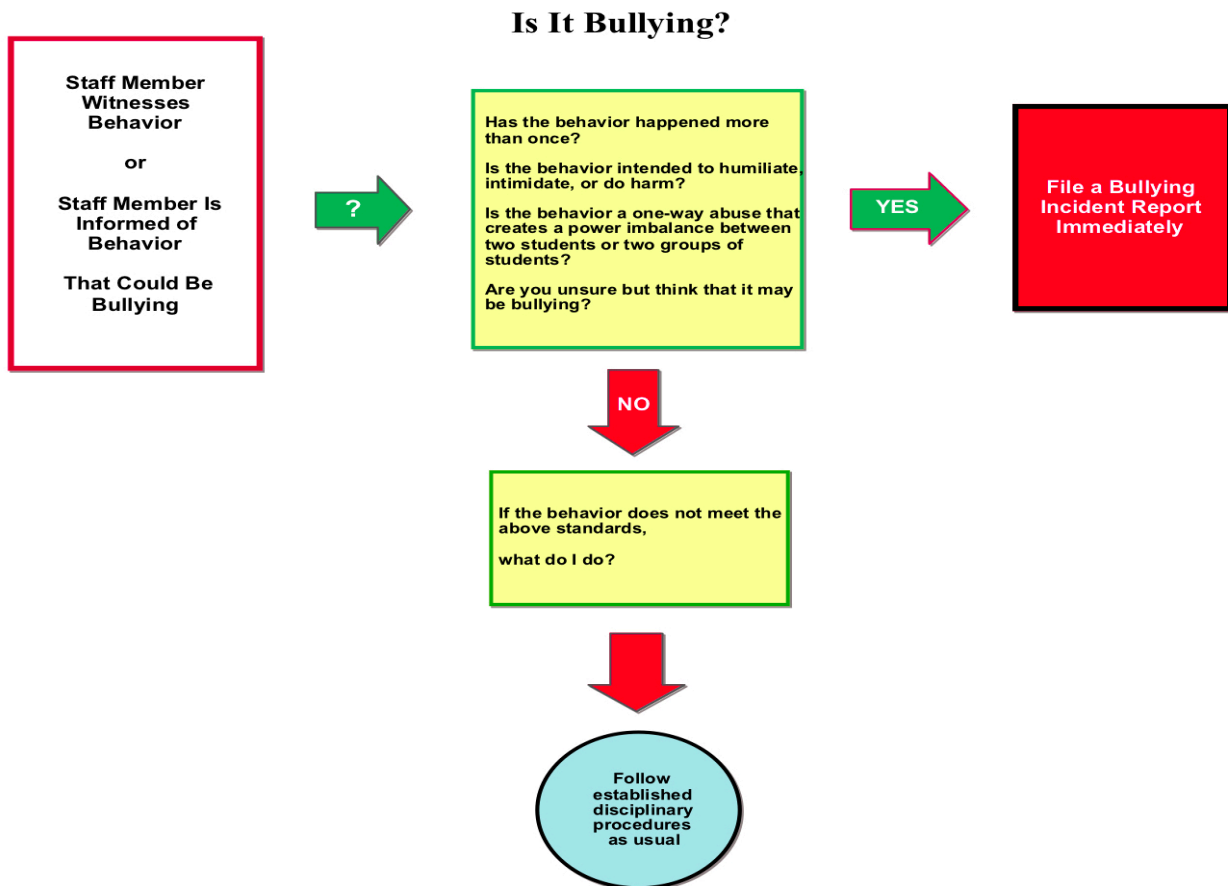 Is It Bullying?
Staff Member
Witnesses
Behavior
or
Staff Member Is
Informed of
Behavior
That Could Be
Bullying
?
Has the behavior happened more
than once?
Is the behavior intended to humiliate,
intimidate, or do harm?
Is the behavior a one-way abuse that
creates a power imbalance between
two students or two groups of
students?
Are you unsure but think that it may
be bullying?
YES
File a Bullying
Incident Report
Immediately
NO
If the behavior does not meet the
above standards,
what do I do?
Follow
established
disciplinary
procedures
as usual